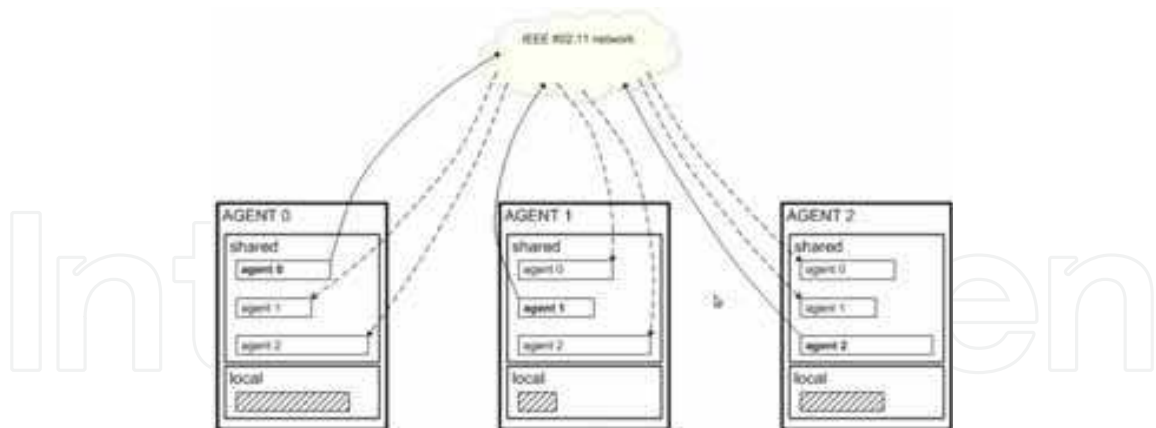 IEEE 802.11 network
AGENT 0
shared
agent 0
agent 1
agent 2
local
AGENT 1
shared
agent 0
agent 1
agent 2
local
AGENT 2
shared
agent 0
agent 1
agent 2
local